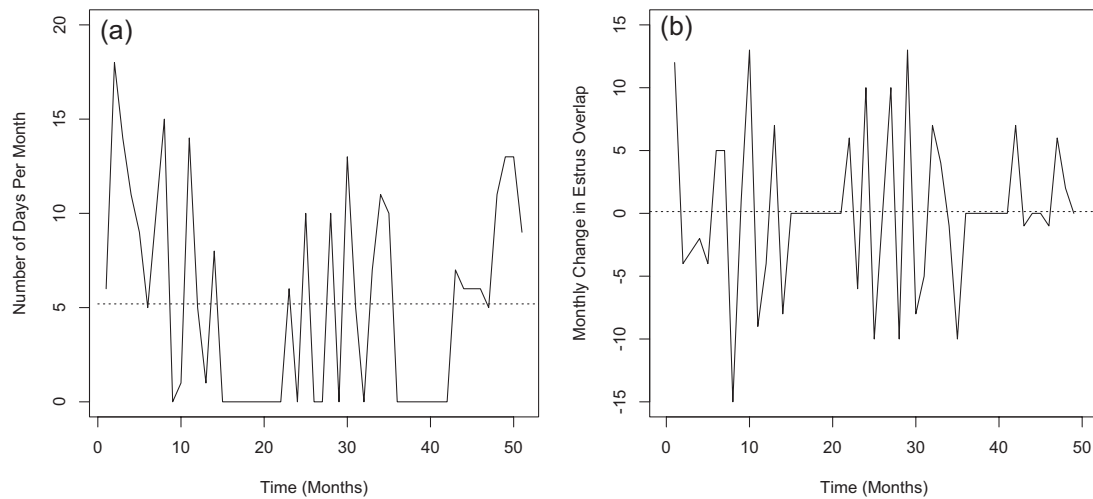 (a)
Number of Days Per Month
20
15
10
5
0
0 10 20 30 40 50
Time (Months)
(b)
Monthly Change in Estrus Overlap
15
10
5
0
-5
-10
-15
0 10 20 30 40 50
Time (Months)